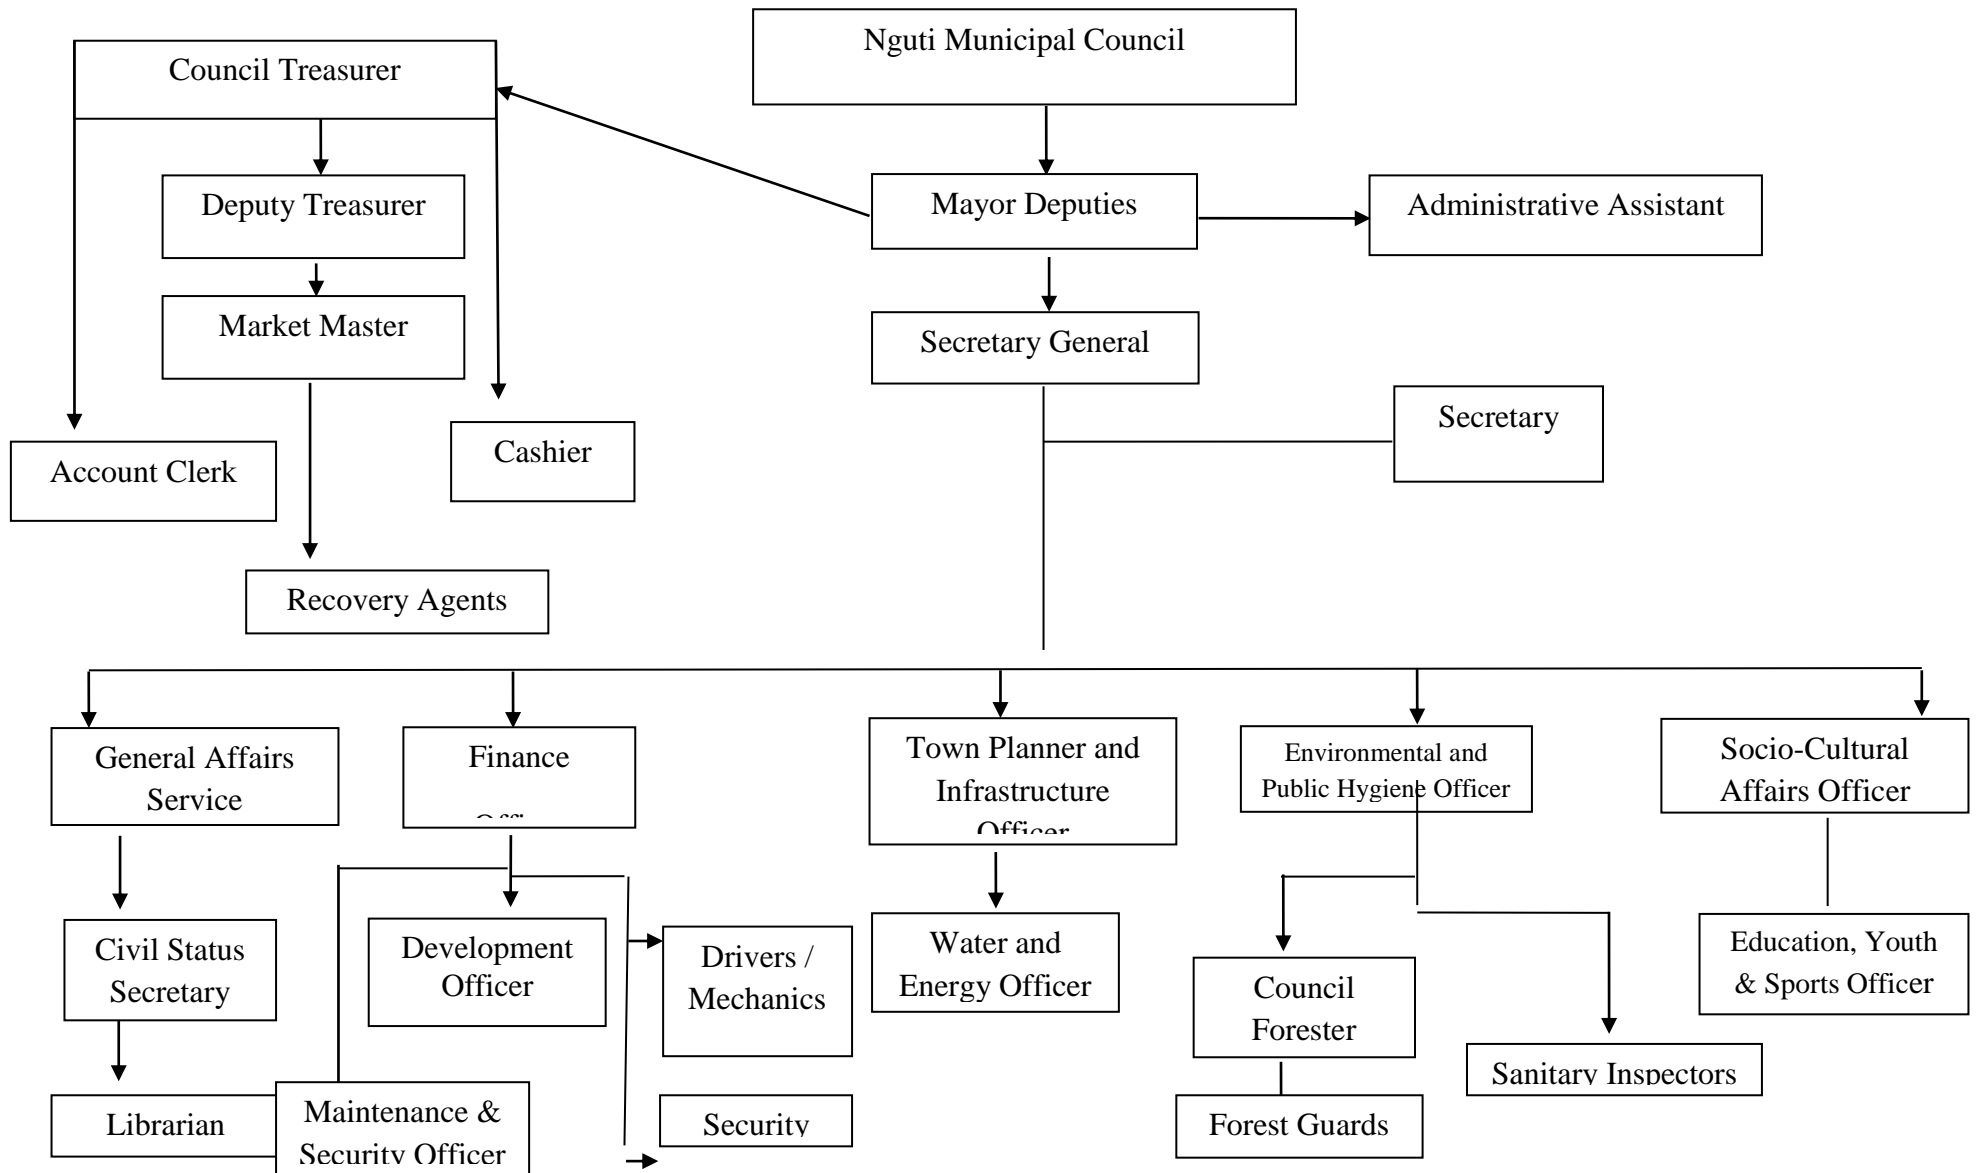 Nguti Municipal Council
Council Treasurer
Deputy Treasurer
Mayor Deputies
Administrative Assistant
Market Master
Secretary General
Secretary
Cashier
Account Clerk
Recovery Agents
General Affairs
Service
Finance
Town Planner and
Infrastructure
Officer
Environmental and
Public Hygiene Officer
Socio-Cultural
Affairs Officer
Civil Status
Secretary
Development
Officer
Drivers /
Mechanics
Water and
Energy Officer
Council
Forester
Education, Youth
& Sports Officer
Sanitary Inspectors
Librarian
Maintenance &
Security Officer
Security
Forest Guards